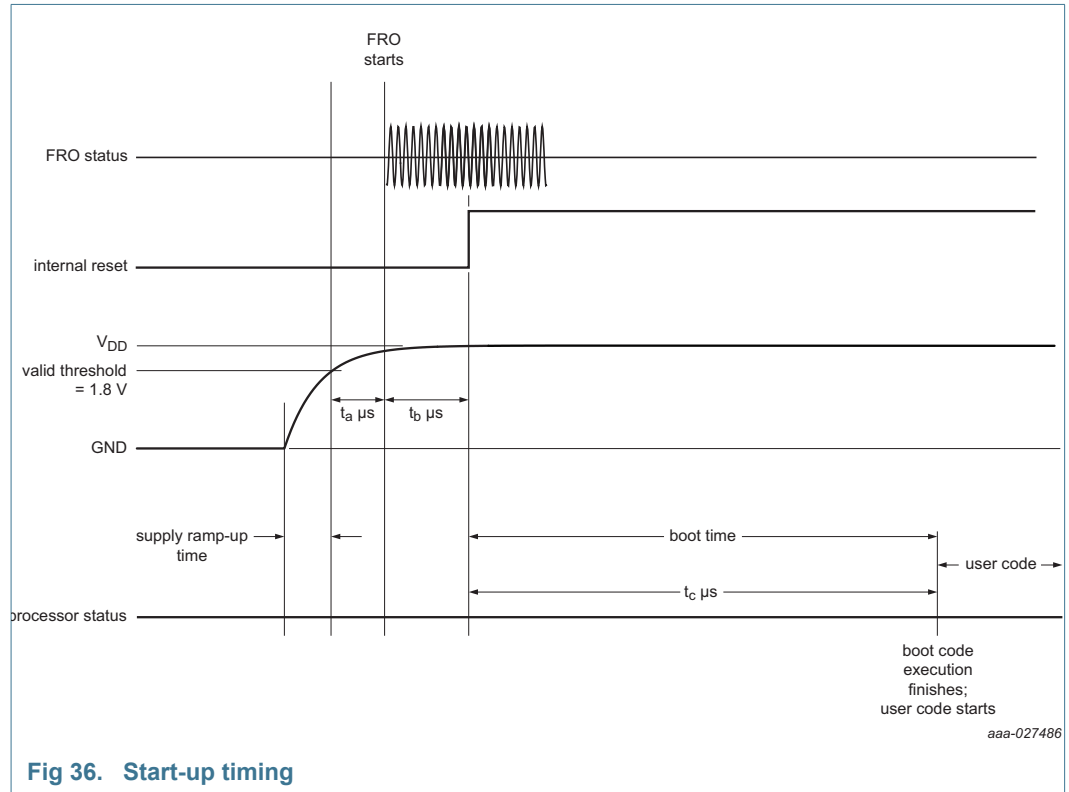 FRO
starts
FRO status
internal reset
VDD
valid threshold
= 1.8 V
ta μs
tb μs
GND
supply ramp-up
time
boot time
user code
tc μs
processor status
boot code
execution
finishes;
user code starts
aaa-027486
Fig 36. Start-up timing